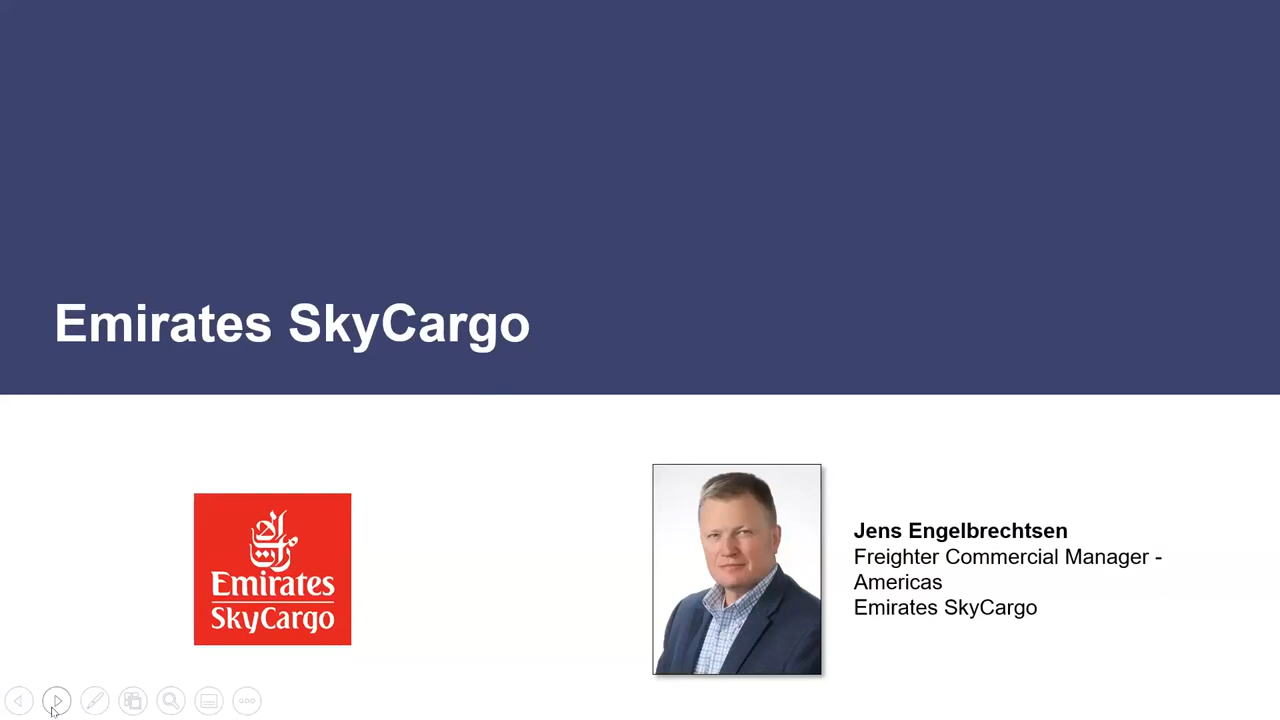 Emirates SkyCargo
Emirates
SkyCargo
Jens Engelbrechtsen
Freighter Commercial Manager -
Americas
Emirates SkyCargo